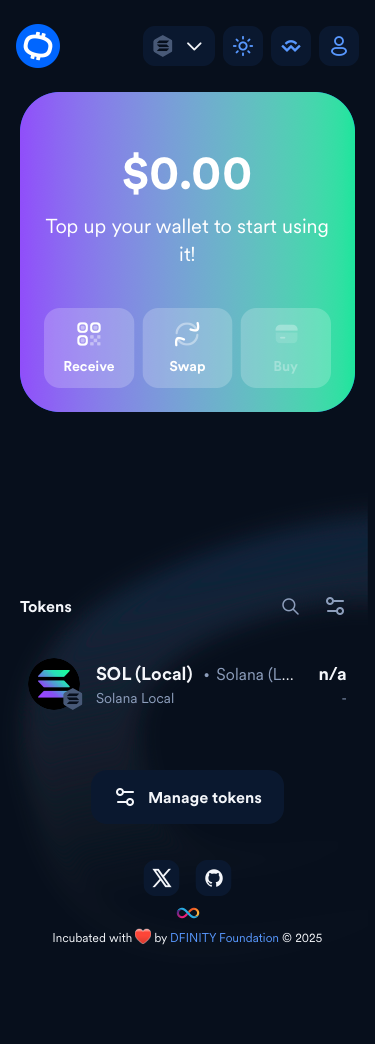 $0.00
Top up your wallet to start using
it!
Receive
Swap
Buy
Tokens
SOL (Local) • Solana (L... n/a
Solana Local -
Manage tokens
Incubated with ❤️ by DFINITY Foundation © 2025